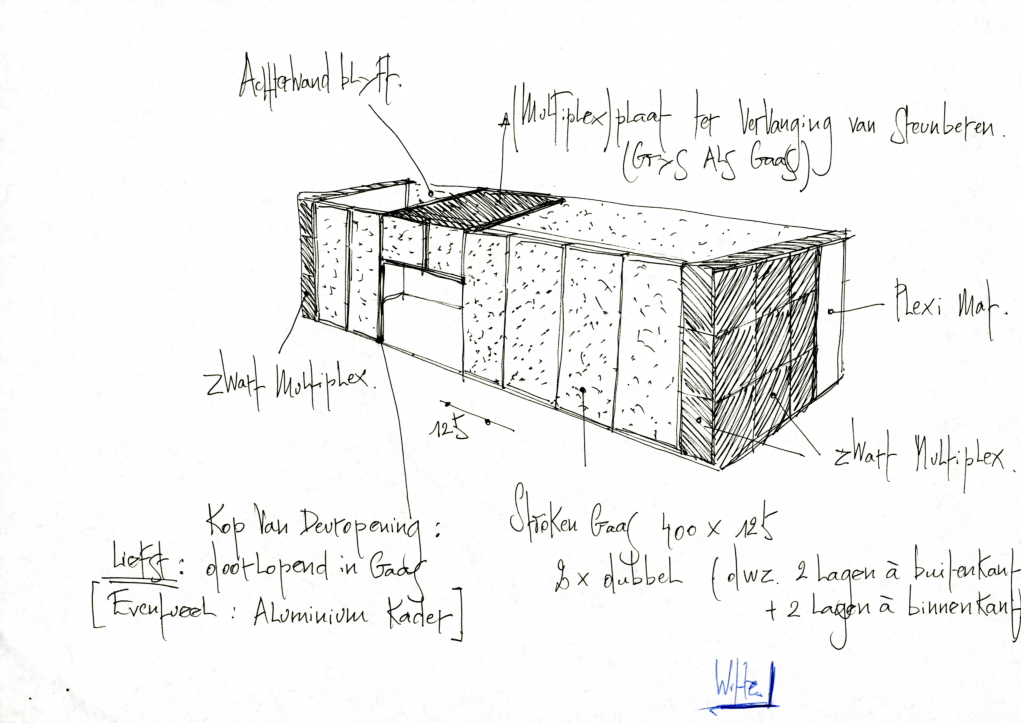 Achterwand blijft.
(Multiplex) plaat ter vervanging van steunberen.
(Grijs als gaas)
Plexi mat.
zwart multiplex.
125
zwart multiplex.
Kop van deuropening :
Liefst : doorlopend in gaas
[Eventueel : Aluminium kader]
Stroken gaas 400 x 125
2 x dubbel (dwz. 2 lagen à buitenkant
+ 2 lagen à binnenkant